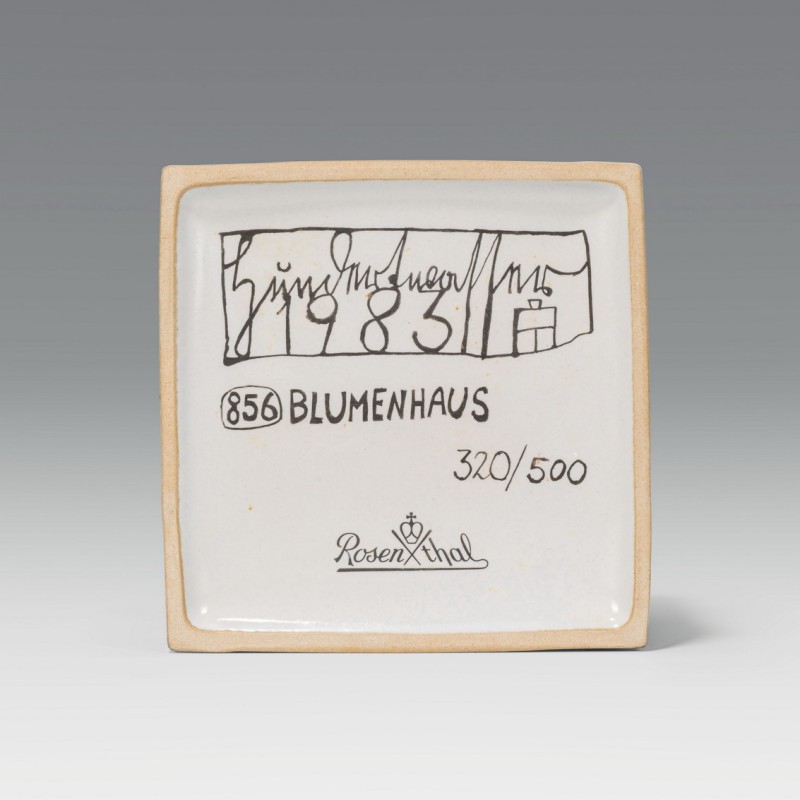 Hundertwasser
1983
856 BLUMENHAUS
320/500
Rosenthal